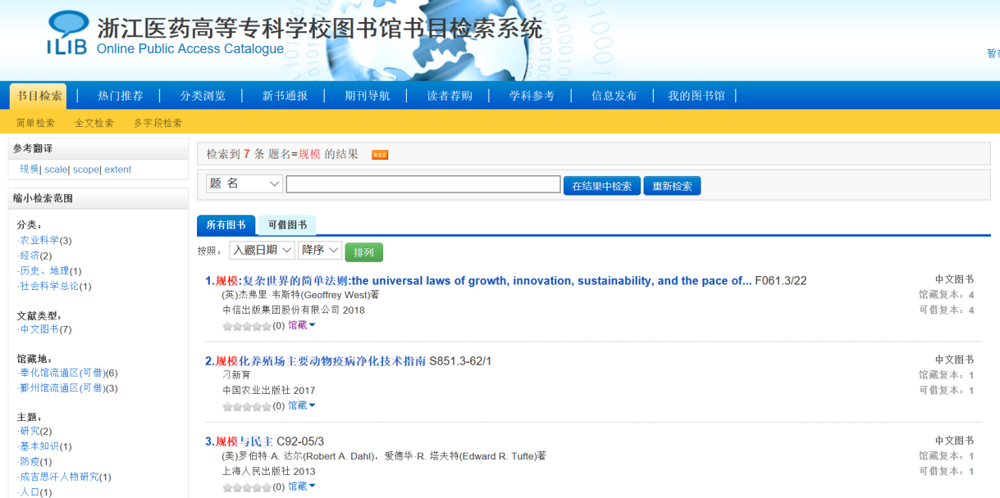 浙江医药高等专科学校图书馆书目检索系统
ILIB Online Public Access Catalogue
书目检索 热门推荐 分类浏览 新书通报 期刊导航 读者荐购 学科参考 信息发布 我的图书馆
简单检索 全文检索 多字段检索
参考翻译
規模| scale| scope| extent
缩小检索范围
分类：
·农业科学(3)
·经济(2)
·历史、地理(1)
·社会科学总论(1)
文献类型：
·中文图书(7)
馆藏地：
·奉化馆流通区(可借)(6)
·鄞州馆流通区(可借)(3)
主题：
·研究(2)
·基本知识(1)
·防疫(1)
·成吉思汗人物研究(1)
·人口(1)
检索到 7 条 题名=规模 的结果 RSS
题 名 在结果中检索 重新检索
所有图书 可借图书
按照： 入藏日期 降序 排列
1.规模:复杂世界的简单法则:the universal laws of growth, innovation, sustainability, and the pace of... F061.3/22 中文图书
(英)杰弗里·韦斯特(Geoffrey West)著 馆藏复本：4
中信出版集团股份有限公司 2018 可借复本：4
(0) 馆藏
2.规模化养殖场主要动物疫病净化技术指南 S851.3-62/1 中文图书
刁新育 馆藏复本：1
中国农业出版社 2017 可借复本：1
(0) 馆藏
3.规模与民主 C92-05/3 中文图书
(美)罗伯特·A. 达尔(Robert A. Dahl)，爱德华·R. 塔夫特(Edward R. Tufte)著 馆藏复本：1
上海人民出版社 2013 可借复本：1
(0) 馆藏